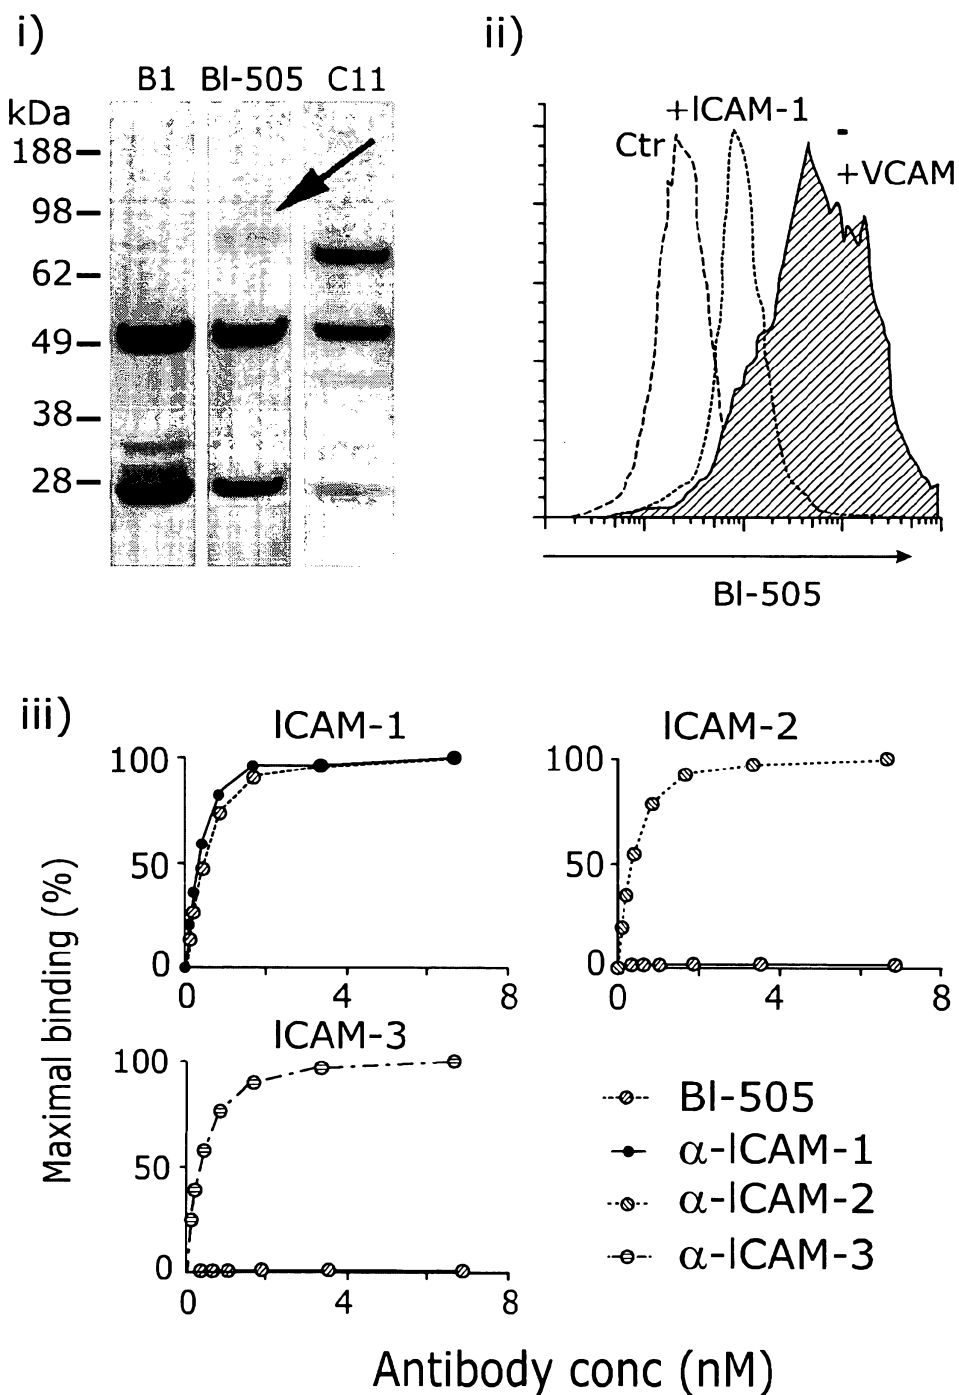 i)
B1 BI-505 C11
kDa
188
98
62
49
38
28
ii)
+ICAM-1
Ctr
-
+VCAM
BI-505
iii)
Maximal binding (%)
ICAM-1
100
50
0
0 4 8
ICAM-2
100
50
0
0 4 8
ICAM-3
100
50
0
0 4 8
BI-505
α-ICAM-1
α-ICAM-2
α-ICAM-3
Antibody conc (nM)